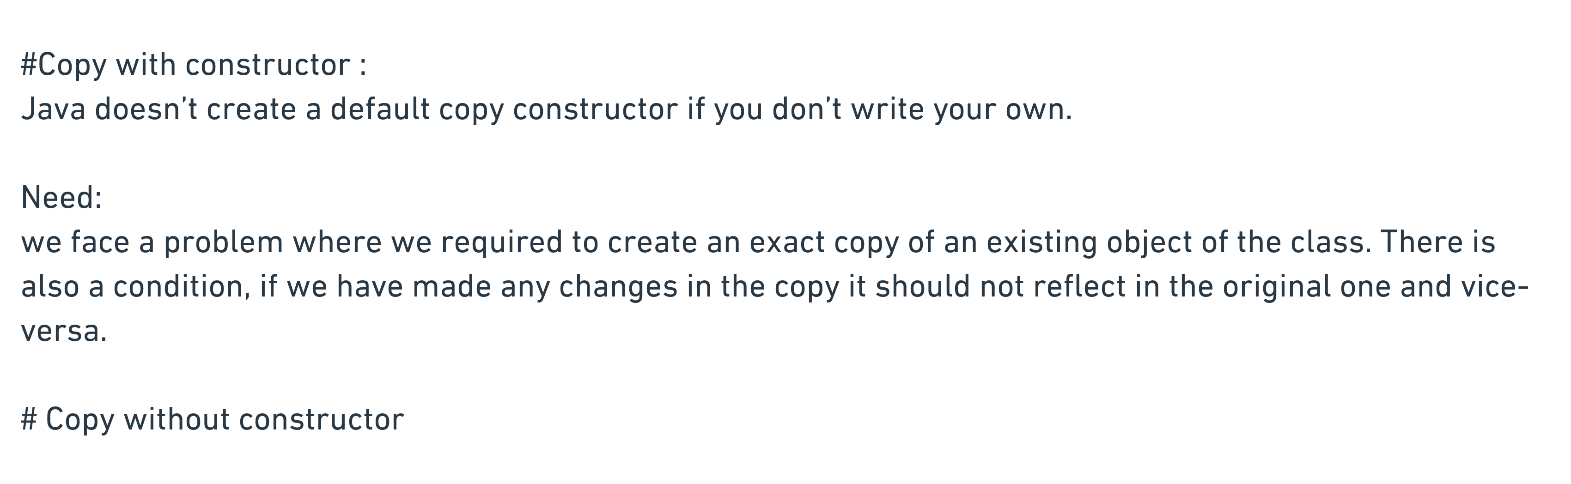 #Copy with constructor :
Java doesn’t create a default copy constructor if you don’t write your own.
Need:
we face a problem where we required to create an exact copy of an existing object of the class. There is
also a condition, if we have made any changes in the copy it should not reflect in the original one and vice-
versa.
# Copy without constructor